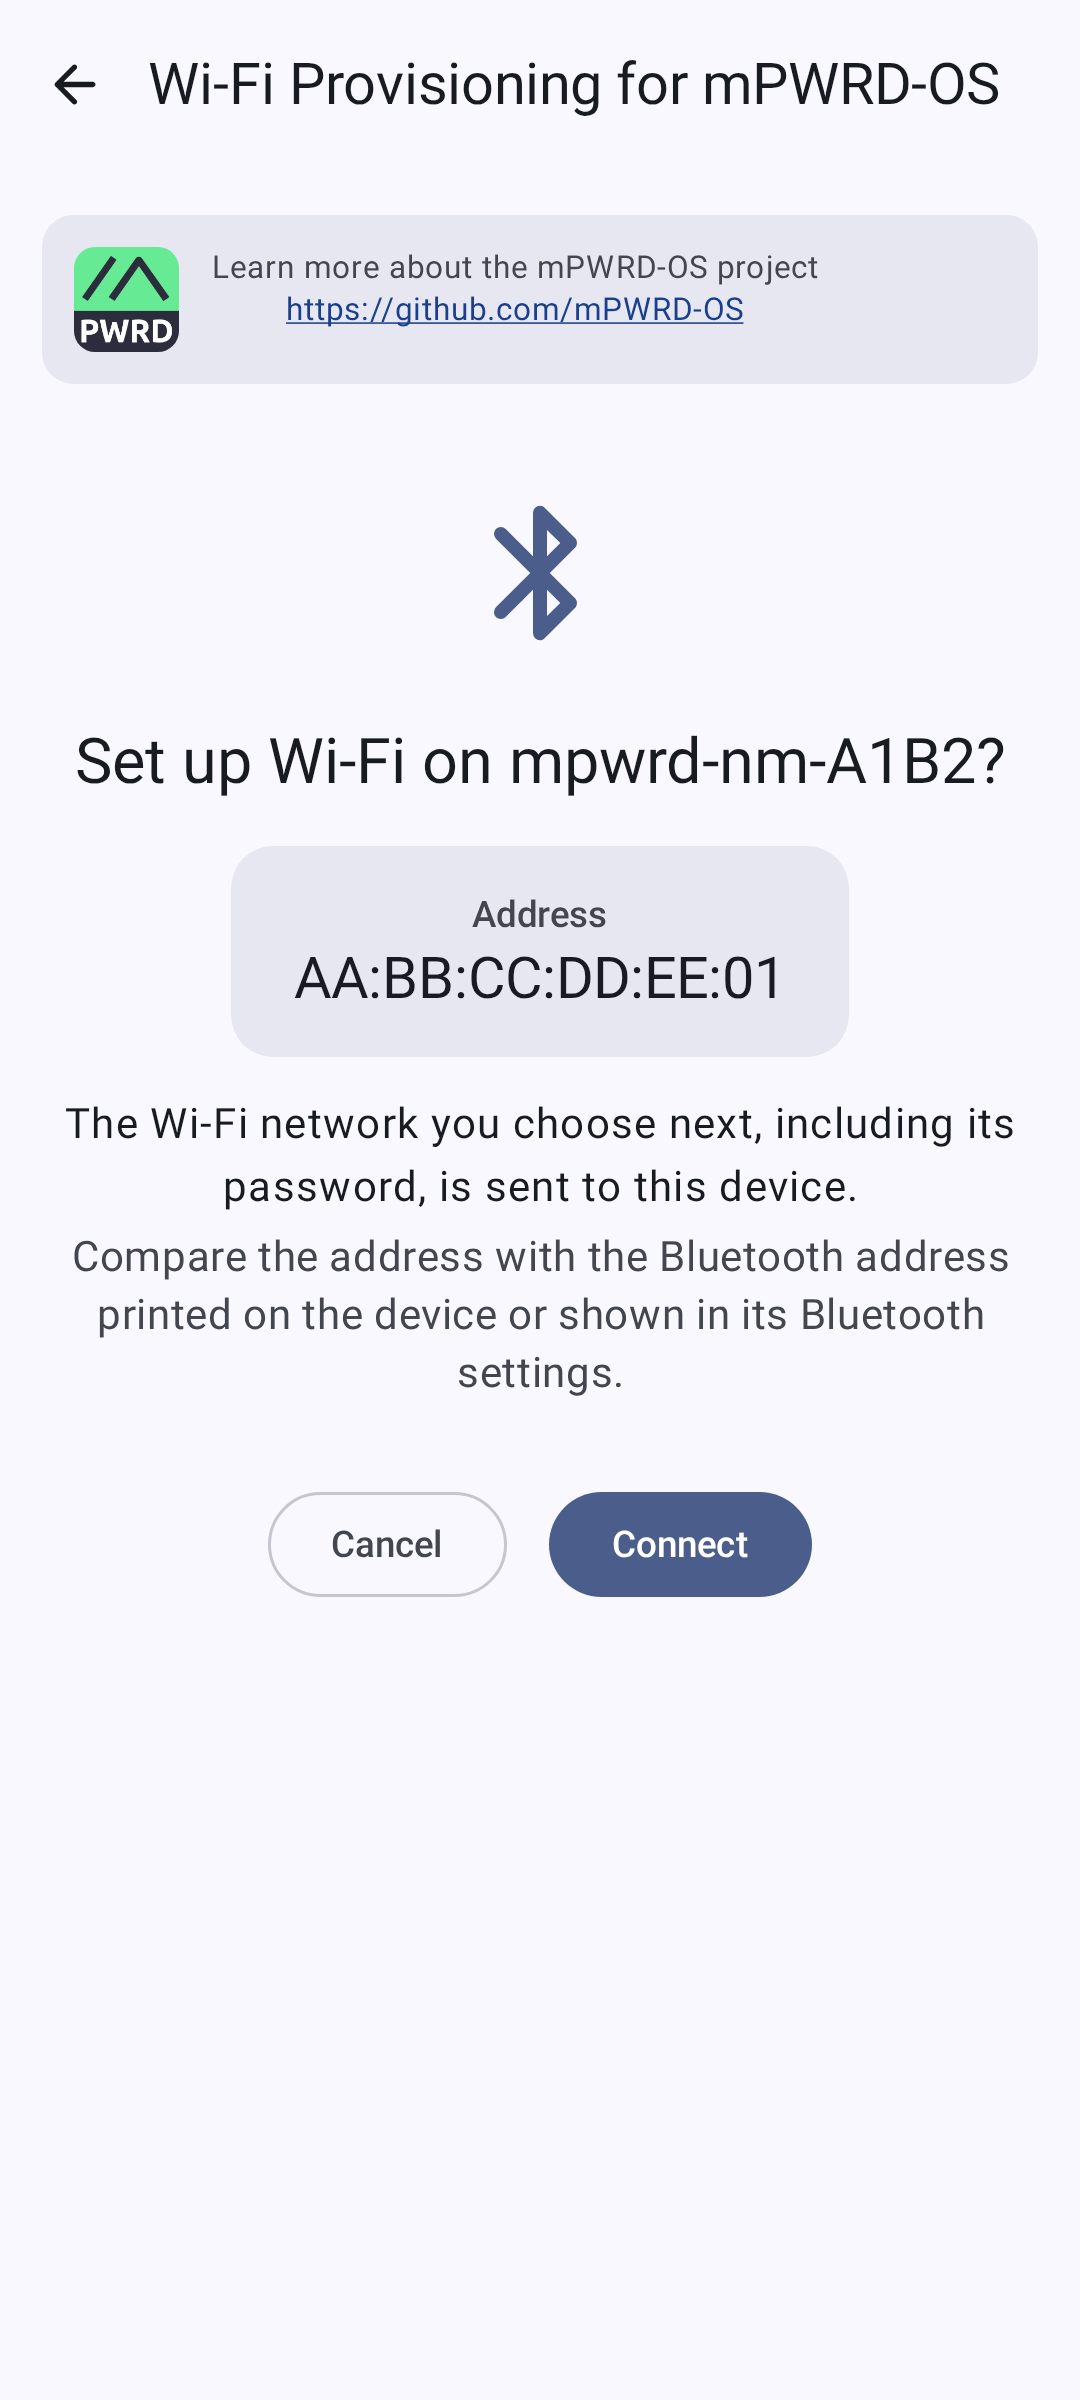 Wi-Fi Provisioning for mPWRD-OS
Learn more about the mPWRD-OS project
https://github.com/mPWRD-OS
PWRD
Set up Wi-Fi on mpwrd-nm-A1B2?
Address
AA:BB:CC:DD:EE:01
The Wi-Fi network you choose next, including its
password, is sent to this device.
Compare the address with the Bluetooth address
printed on the device or shown in its Bluetooth
settings.
Cancel
Connect